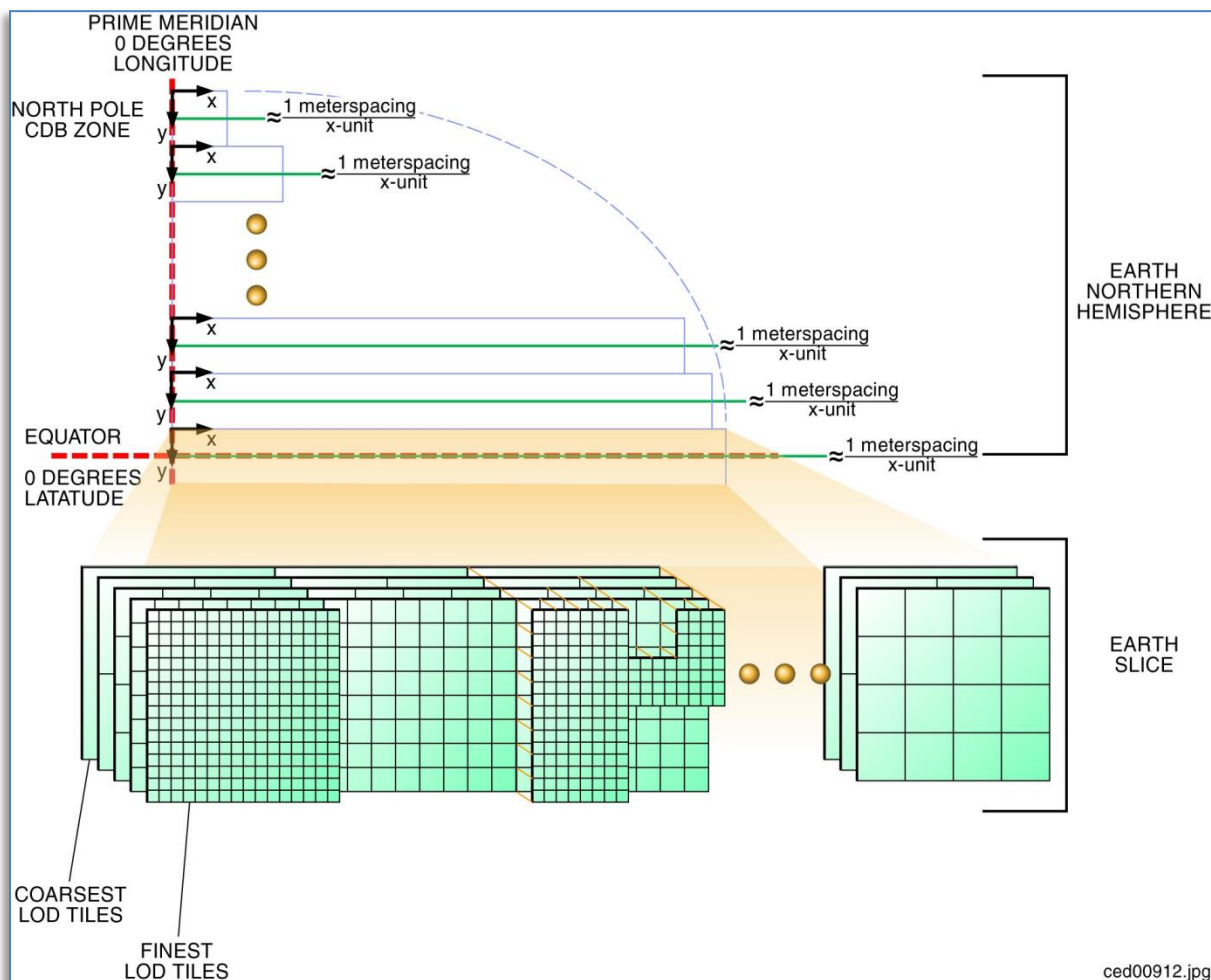 PRIME MERIDIAN
0 DEGREES
LONGITUDE
NORTH POLE
CDB ZONE
x
y
≈ 1 meterspacing
x-unit
x
y
≈ 1 meterspacing
x-unit
EARTH
NORTHERN
HEMISPHERE
x
y
≈ 1 meterspacing
x-unit
x
y
≈ 1 meterspacing
x-unit
EQUATOR
x
y
≈ 1 meterspacing
x-unit
0 DEGREES
LATATUDE
EARTH
SLICE
COARSEST
LOD TILES
FINEST
LOD TILES
ced00912.jpg